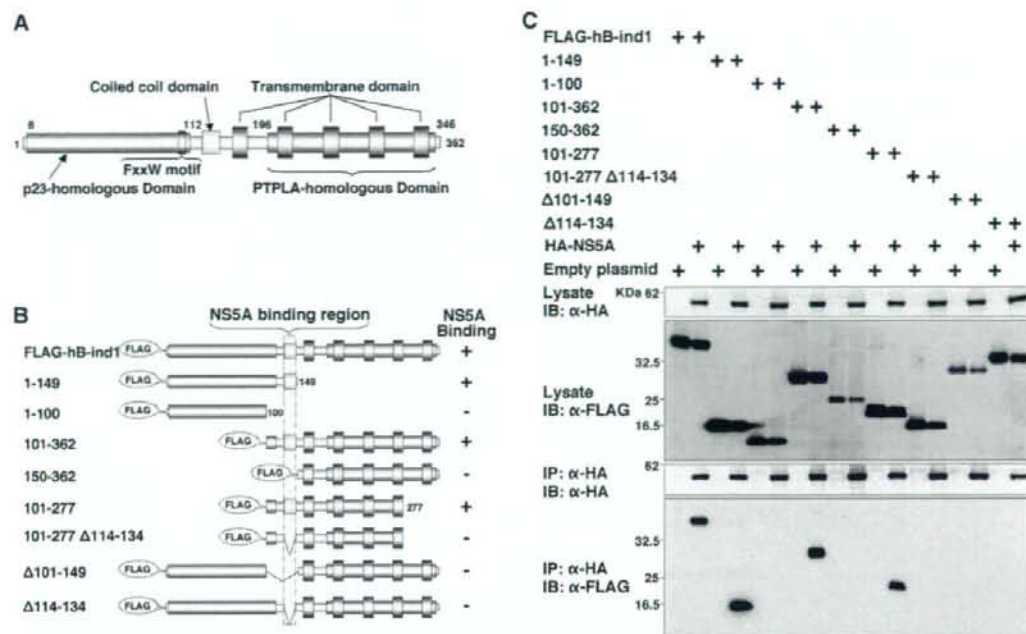 A
Coiled coil domain
Transmembrane domain
8
112
196
346
1
362
FxxW motif
p23-homologous Domain
PTPLA-homologous Domain
B
NS5A binding region
NS5A Binding
FLAG-hB-ind1 FLAG +
1-149 FLAG 149 +
1-100 FLAG 100 -
101-362 FLAG +
150-362 FLAG -
101-277 FLAG 277 +
101-277 Δ114-134 FLAG -
Δ101-149 FLAG -
Δ114-134 FLAG -
C
FLAG-hB-ind1 + +
1-149 + +
1-100 + +
101-362 + +
150-362 + +
101-277 + +
101-277 Δ114-134 + +
Δ101-149 + +
Δ114-134 + +
HA-NS5A + + + + + + + + +
Empty plasmid + + + + + + + + +
Lysate KDa 62
IB: α-HA
32.5
Lysate 25
IB: α-FLAG
16.5
62
IP: α-HA
IB: α-HA
32.5
IP: α-HA 25
IB: α-FLAG
16.5